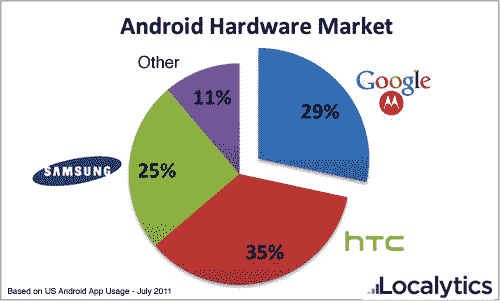 Android Hardware Market
Other
11%
29%
Google
SAMSUNG
25%
35%
hTC
Based on US Android App Usage - July 2011
Localytics